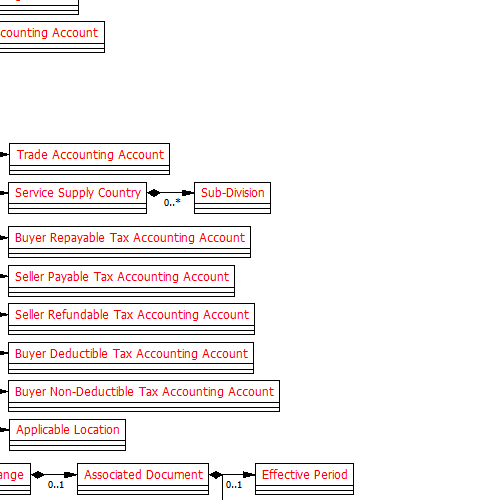 counting Account
Trade Accounting Account
Service Supply Country
0..*
Sub-Division
Buyer Repayable Tax Accounting Account
Seller Payable Tax Accounting Account
Seller Refundable Tax Accounting Account
Buyer Deductible Tax Accounting Account
Buyer Non-Deductible Tax Accounting Account
Applicable Location
ange
0..1
Associated Document
0..1
Effective Period